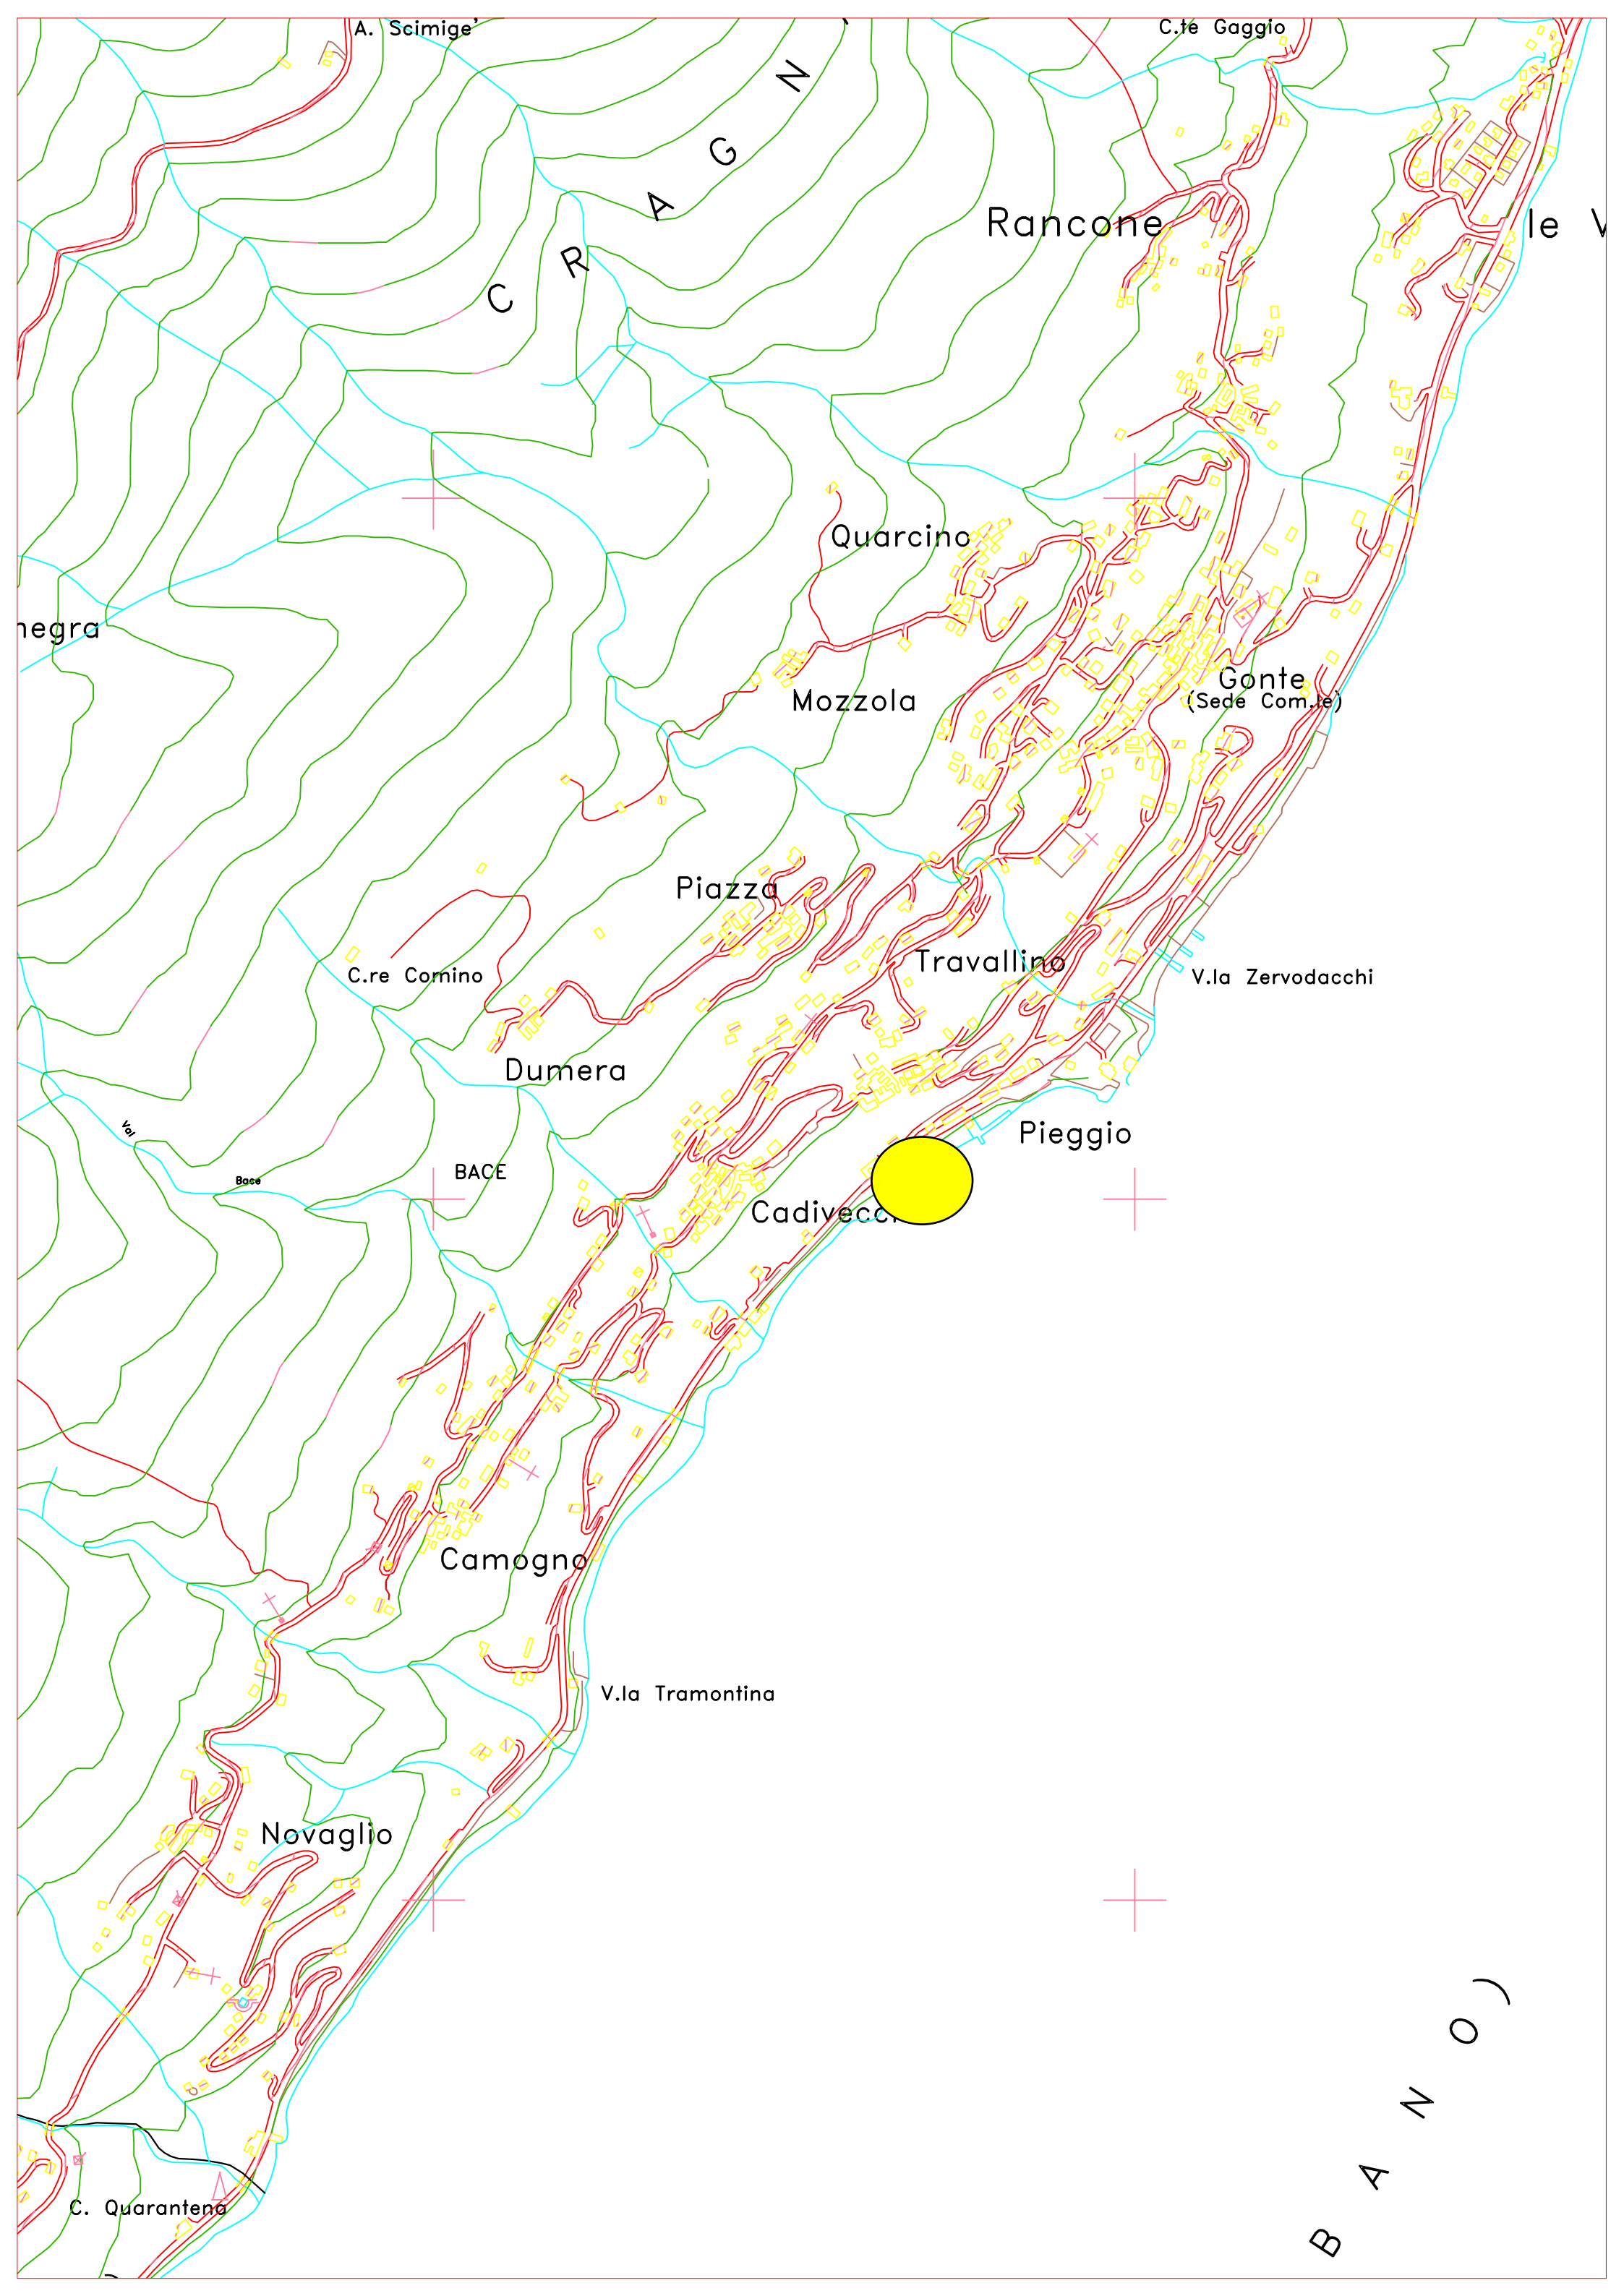 A. Scimige'
C.te Gaggio
N
G
A
R
C
Rancone
le V
Quarcino
negra
Gonte
(Sede Com.le)
Mozzola
Piazza
Travallino
C.re Comino
V.la Zervodacchi
Dumera
Val
Pieggio
BACE
Bace
Cadivecc
Camogno
V.la Tramontina
Novaglio
)
O
N
A
C. Quarantena
B